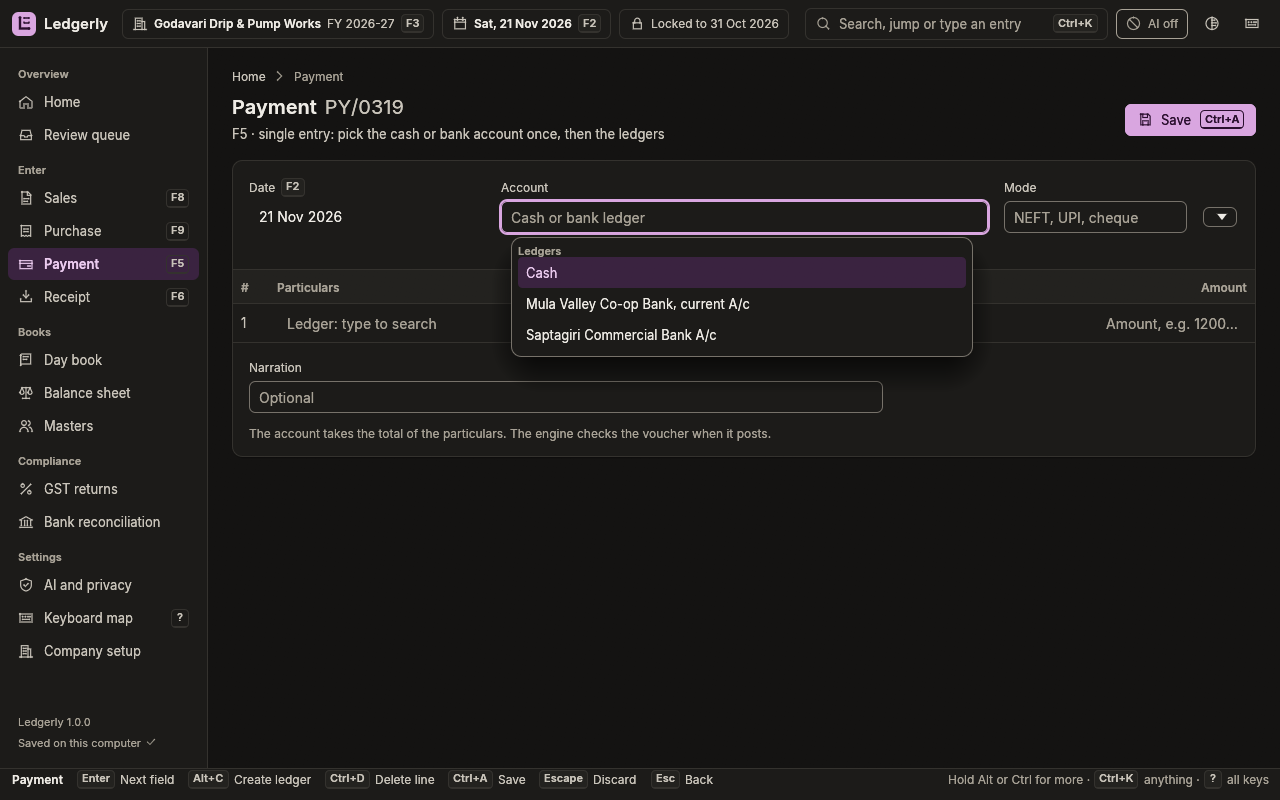 Ledgerly
Godavari Drip & Pump Works FY 2026-27 F3
Sat, 21 Nov 2026 F2
Locked to 31 Oct 2026
Search, jump or type an entry Ctrl+K
AI off
Overview
Home
Review queue
Enter
Sales F8
Purchase F9
Payment F5
Receipt F6
Books
Day book
Balance sheet
Masters
Compliance
GST returns
Bank reconciliation
Settings
AI and privacy
Keyboard map ?
Company setup
Ledgerly 1.0.0
Saved on this computer
Home Payment
Payment PY/0319
F5 · single entry: pick the cash or bank account once, then the ledgers
Save Ctrl+A
Date F2
21 Nov 2026
Account
Cash or bank ledger
Mode
NEFT, UPI, cheque
Ledgers
Cash
Mula Valley Co-op Bank, current A/c
Saptagiri Commercial Bank A/c
# Particulars Amount
1 Ledger: type to search Amount, e.g. 1200...
Narration
Optional
The account takes the total of the particulars. The engine checks the voucher when it posts.
Payment Enter Next field Alt+C Create ledger Ctrl+D Delete line Ctrl+A Save Escape Discard Esc Back
Hold Alt or Ctrl for more · Ctrl+K anything · ? all keys